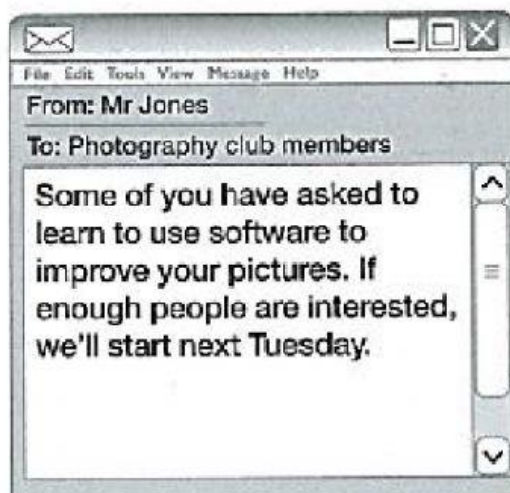 File Edit Tools View Message Help
From: Mr Jones
To: Photography club members
Some of you have asked to
learn to use software to
improve your pictures. If
enough people are interested,
we'll start next Tuesday.